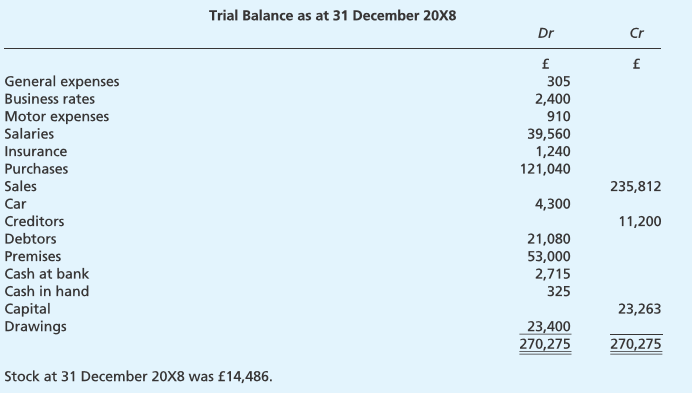 Trial Balance as at 31 December 20X8
Dr Cr
£ £
General expenses 305
Business rates 2,400
Motor expenses 910
Salaries 39,560
Insurance 1,240
Purchases 121,040
Sales 235,812
Car 4,300
Creditors 11,200
Debtors 21,080
Premises 53,000
Cash at bank 2,715
Cash in hand 325
Capital 23,263
Drawings 23,400
270,275 270,275
Stock at 31 December 20X8 was £14,486.